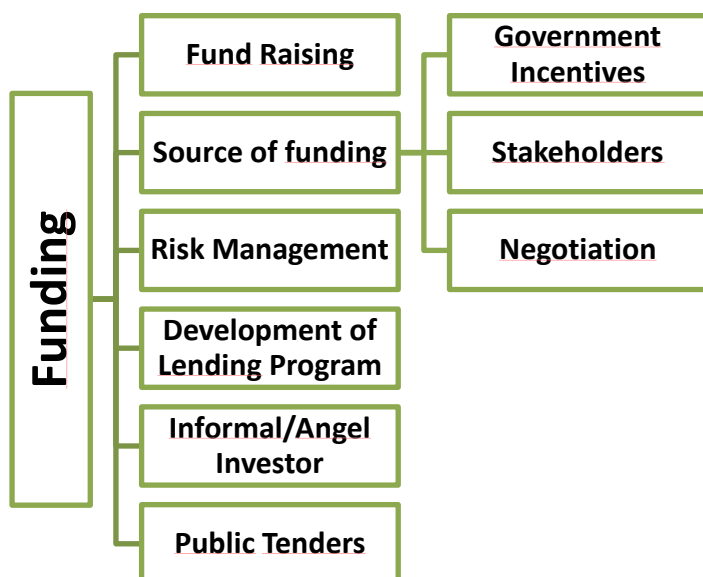 Funding
Fund Raising
Source of funding
Risk Management
Development of
Lending Program
Informal/Angel
Investor
Public Tenders
Government
Incentives
Stakeholders
Negotiation